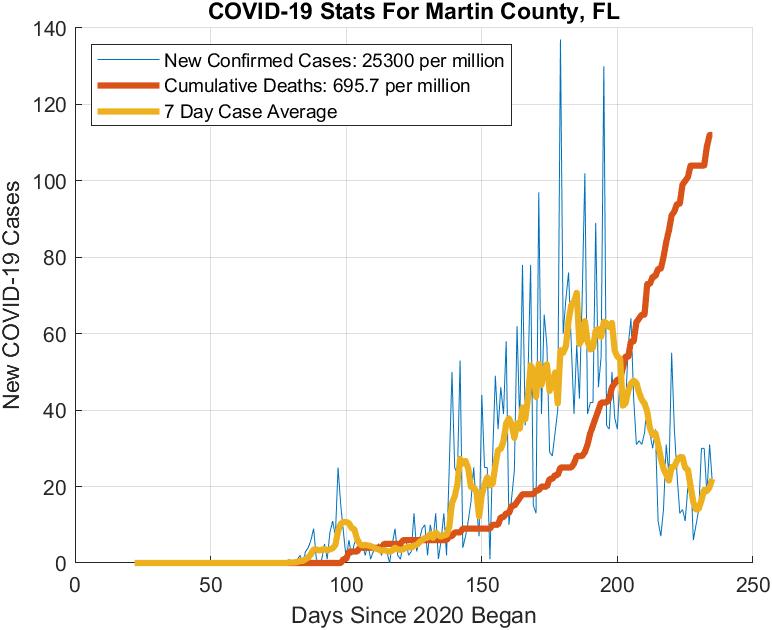 COVID-19 Stats For Martin County, FL
New Confirmed Cases: 25300 per million
Cumulative Deaths: 695.7 per million
7 Day Case Average
New COVID-19 Cases
140
120
100
80
60
40
20
0
0 50 100 150 200 250
Days Since 2020 Began